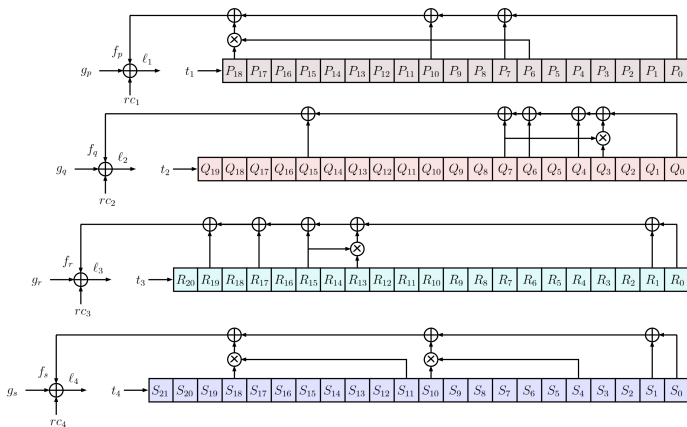 f_p ℓ_1
g_p t_1 P_18 P_17 P_16 P_15 P_14 P_13 P_12 P_11 P_10 P_9 P_8 P_7 P_6 P_5 P_4 P_3 P_2 P_1 P_0
rc_1
f_q ℓ_2
g_q t_2 Q_19 Q_18 Q_17 Q_16 Q_15 Q_14 Q_13 Q_12 Q_11 Q_10 Q_9 Q_8 Q_7 Q_6 Q_5 Q_4 Q_3 Q_2 Q_1 Q_0
rc_2
f_r ℓ_3
g_r t_3 R_20 R_19 R_18 R_17 R_16 R_15 R_14 R_13 R_12 R_11 R_10 R_9 R_8 R_7 R_6 R_5 R_4 R_3 R_2 R_1 R_0
rc_3
f_s ℓ_4
g_s t_4 S_21 S_20 S_19 S_18 S_17 S_16 S_15 S_14 S_13 S_12 S_11 S_10 S_9 S_8 S_7 S_6 S_5 S_4 S_3 S_2 S_1 S_0
rc_4